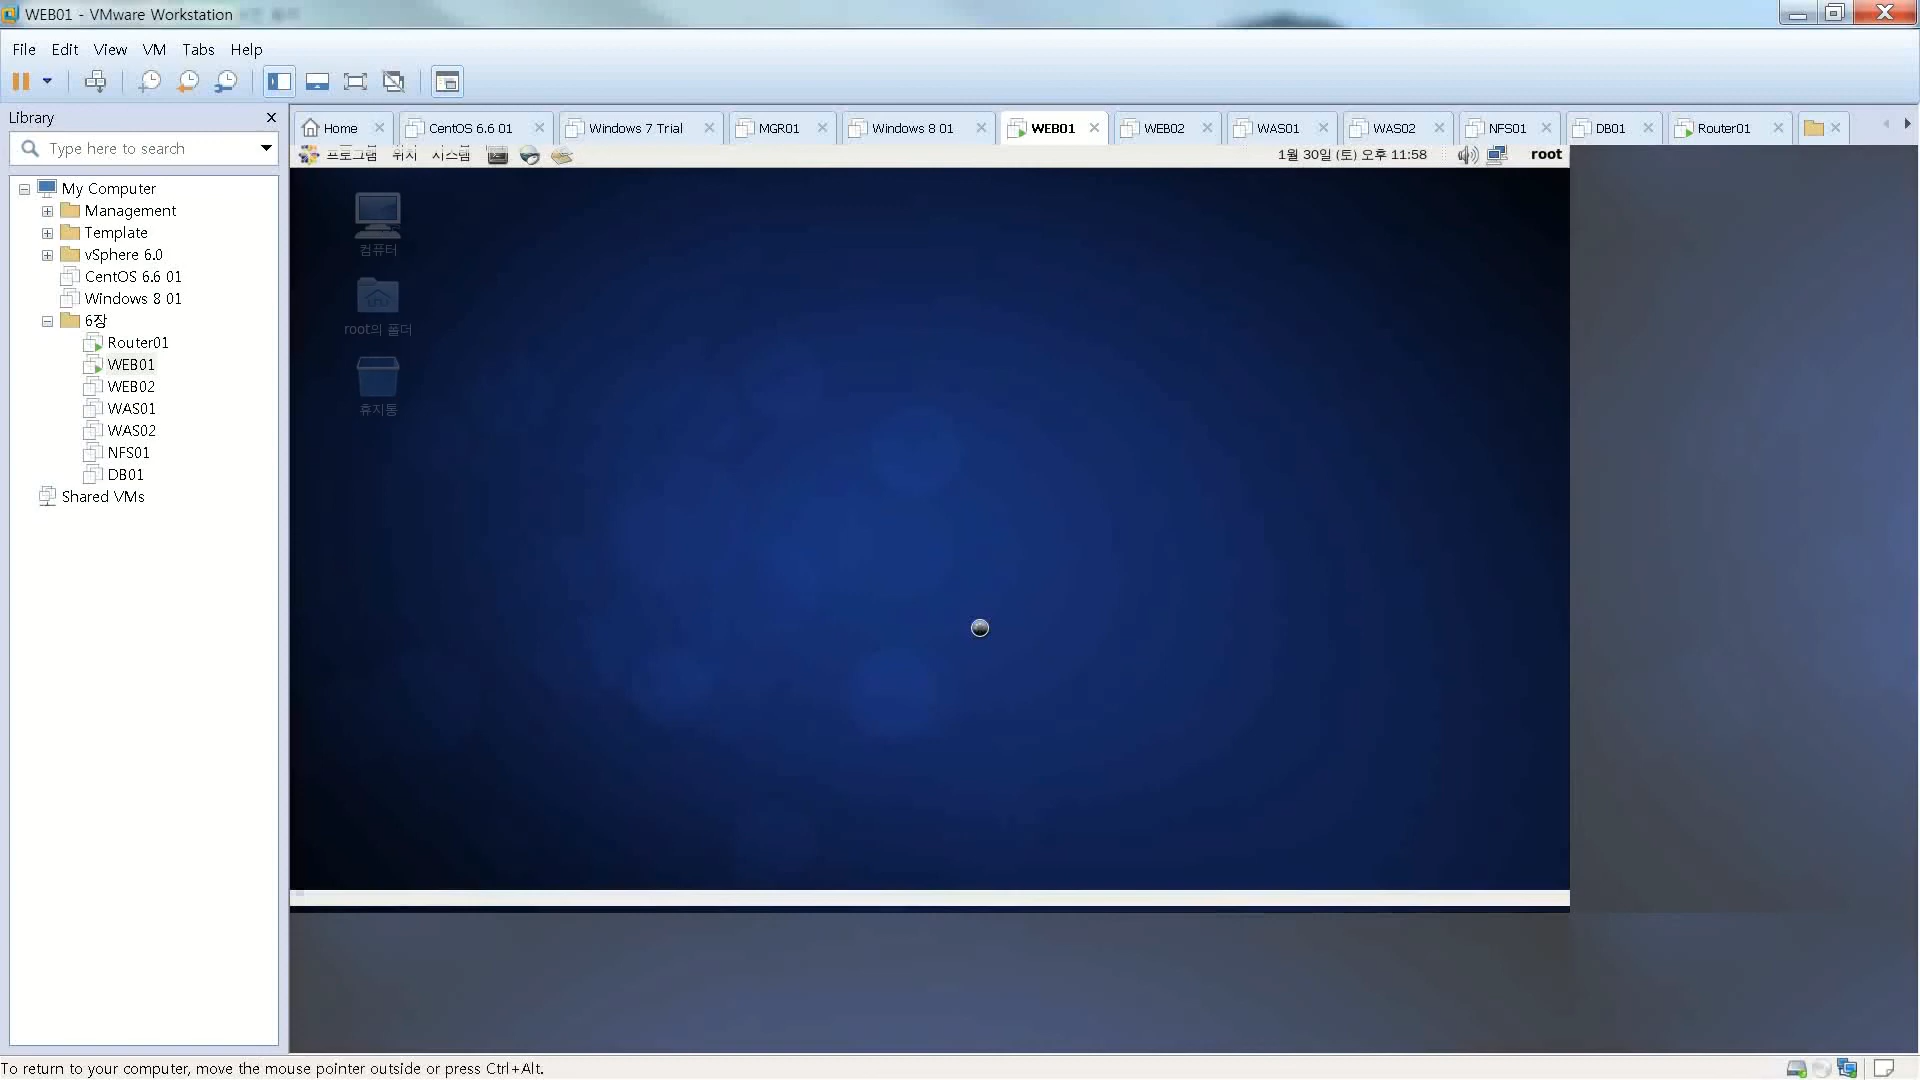 WEB01 - VMware Workstation
File Edit View VM Tabs Help
Library
Type here to search
My Computer
Management
Template
vSphere 6.0
CentOS 6.6 01
Windows 8 01
6장
Router01
WEB01
WEB02
WAS01
WAS02
NFS01
DB01
Shared VMs
Home CentOS 6.6 01 Windows 7 Trial MGR01 Windows 8 01 WEB01 WEB02 WAS01 WAS02 NFS01 DB01 Router01
프로그램 위치 시스템 1월 30일 (토) 오후 11:58 root
컴퓨터
root의 폴더
휴지통
To return to your computer, move the mouse pointer outside or press Ctrl+Alt.